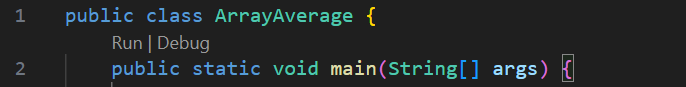 1 public class ArrayAverage {
Run | Debug
2 public static void main(String[] args) {